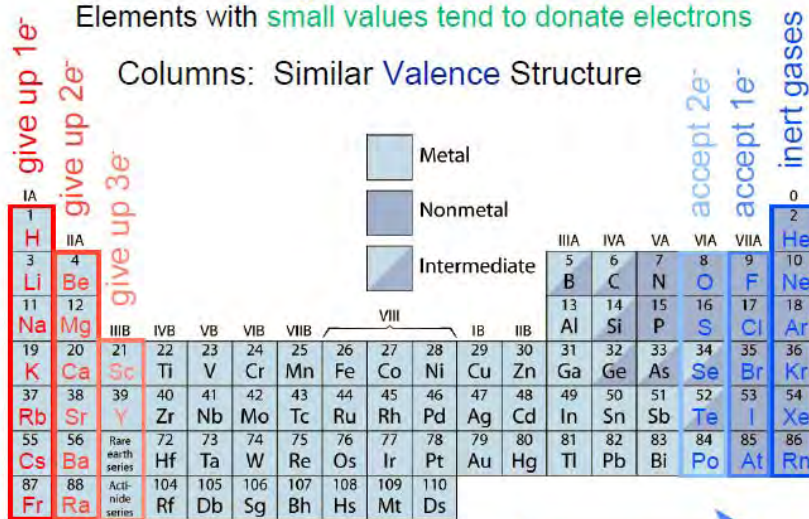 Elements with small values tend to donate electrons
Columns: Similar Valence Structure
give up 1e-
give up 2e-
give up 3e-
accept 2e-
accept 1e-
inert gases
Metal
Nonmetal
Intermediate
IA
0
1 2
H He
IIA IIIA IVA VA VIA VIIA
3 4 5 6 7 8 9 10
Li Be B C N O F Ne
11 12 13 14 15 16 17 18
Na Mg Al Si P S Cl Ar
IIIB IVB VB VIB VIIB VIII IB IIB
19 20 21 22 23 24 25 26 27 28 29 30 31 32 33 34 35 36
K Ca Sc Ti V Cr Mn Fe Co Ni Cu Zn Ga Ge As Se Br Kr
37 38 39 40 41 42 43 44 45 46 47 48 49 50 51 52 53 54
Rb Sr Y Zr Nb Mo Tc Ru Rh Pd Ag Cd In Sn Sb Te I Xe
55 56 Rare earth series 72 73 74 75 76 77 78 79 80 81 82 83 84 85 86
Cs Ba Hf Ta W Re Os Ir Pt Au Hg Tl Pb Bi Po At Rn
87 88 Acti- nide series 104 105 106 107 108 109 110
Fr Ra Rf Db Sg Bh Hs Mt Ds